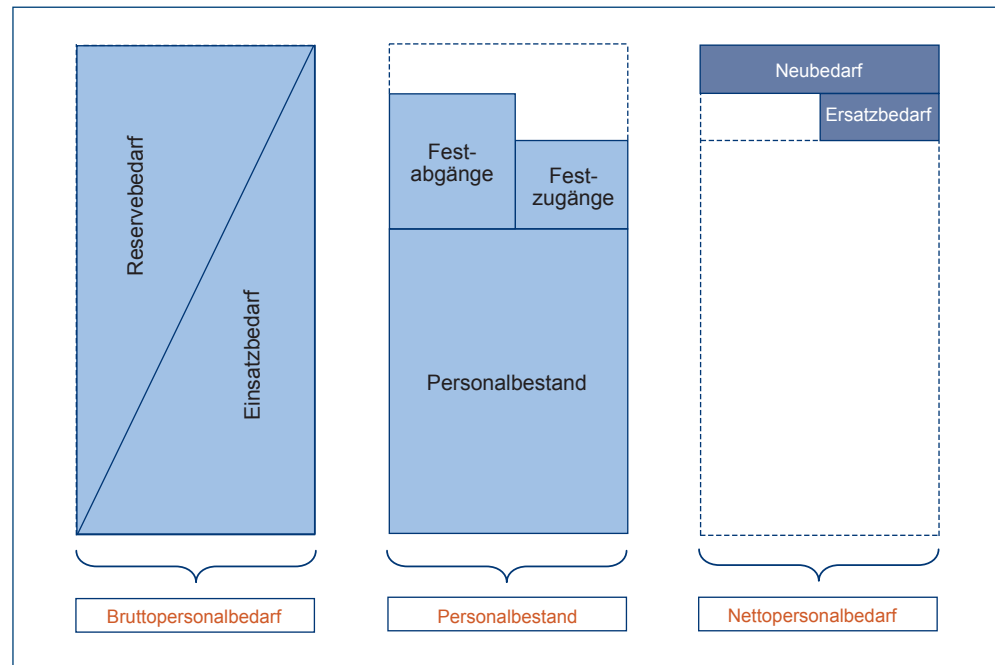 Reservebedarf
Einsatzbedarf
Bruttopersonalbedarf
Fest-
abgänge
Fest-
zugänge
Personalbestand
Personalbestand
Neubedarf
Ersatzbedarf
Nettopersonalbedarf